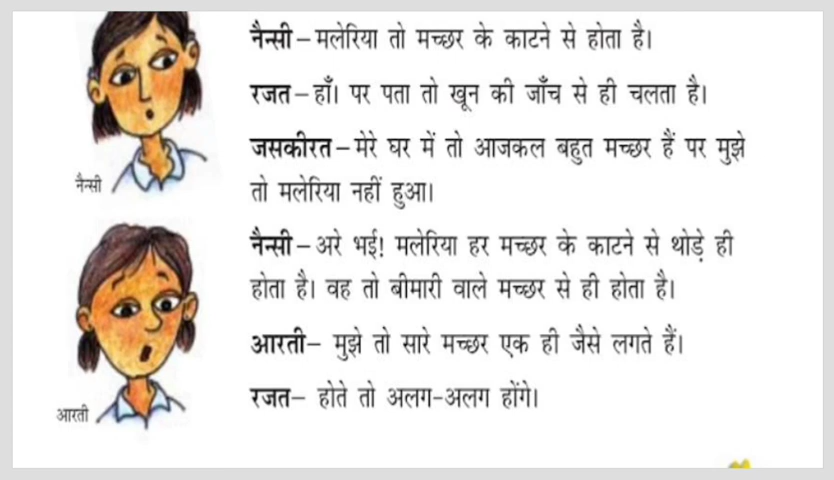 नैन्सी – मलेरिया तो मच्छर के काटने से होता है।
रजत – हाँ। पर पता तो खून की जाँच से ही चलता है।
जसकीरत – मेरे घर में तो आजकल बहुत मच्छर हैं पर मुझे
तो मलेरिया नहीं हुआ।
नैन्सी
नैन्सी – अरे भई! मलेरिया हर मच्छर के काटने से थोड़े ही
होता है। वह तो बीमारी वाले मच्छर से ही होता है।
आरती– मुझे तो सारे मच्छर एक ही जैसे लगते हैं।
रजत– होते तो अलग-अलग होंगे।
आरती